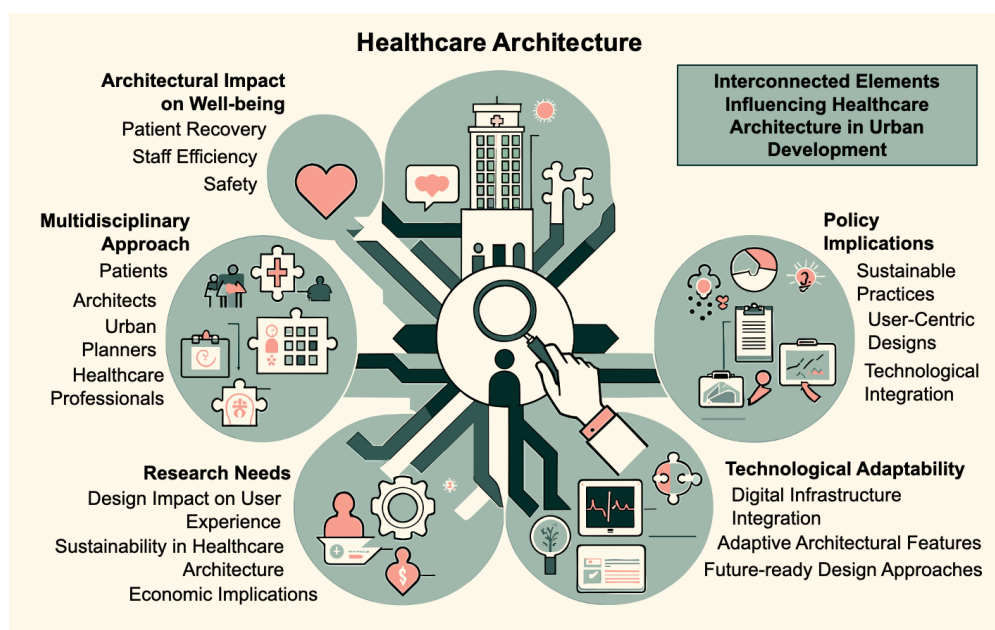 Healthcare Architecture
Interconnected Elements
Influencing Healthcare
Architecture in Urban
Development
Architectural Impact
on Well-being
Patient Recovery
Staff Efficiency
Safety
Multidisciplinary
Approach
Patients
Architects
Urban
Planners
Healthcare
Professionals
Policy
Implications
Sustainable
Practices
User-Centric
Designs
Technological
Integration
Research Needs
Design Impact on User
Experience
Sustainability in Healthcare
Architecture
Economic Implications
$
Technological Adaptability
Digital Infrastructure
Integration
Adaptive Architectural Features
Future-ready Design Approaches